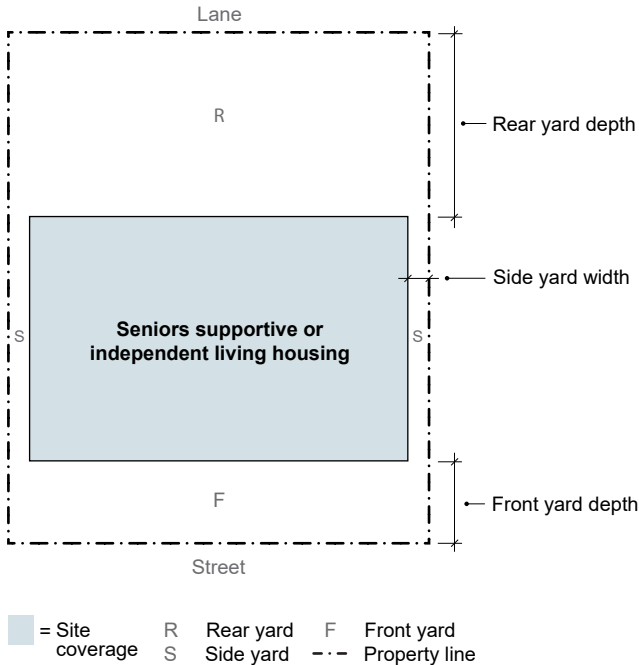 Lane
R
Rear yard depth
Side yard width
Seniors supportive or
independent living housing
S
S
F
Front yard depth
Street
= Site
coverage
R Rear yard
S Side yard
F Front yard
Property line